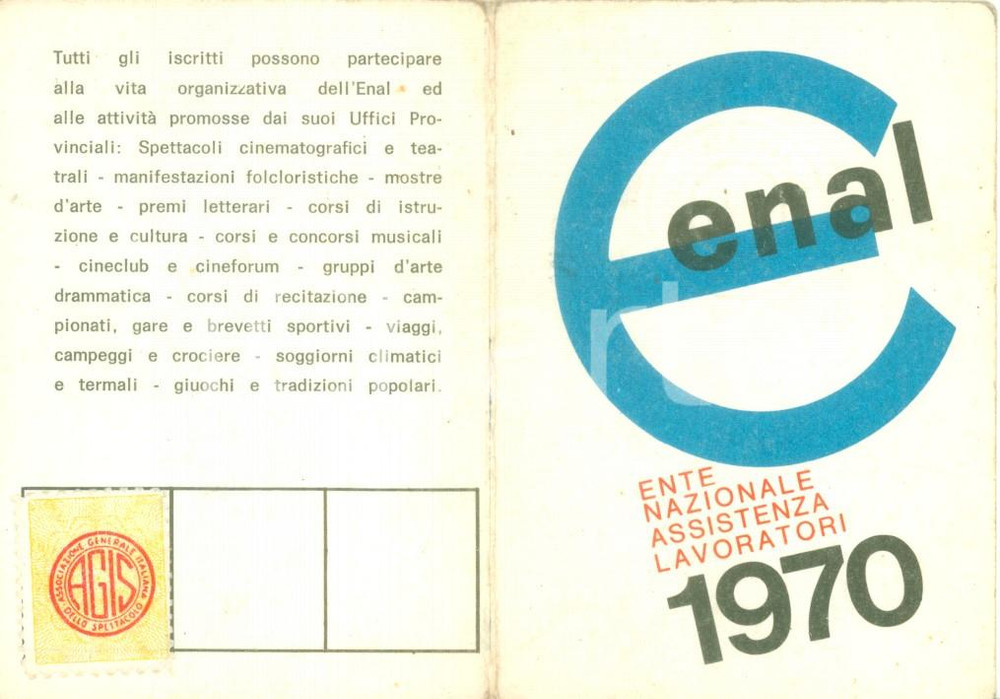 Tutti gli iscritti possono partecipare
alla vita organizzativa dell'Enal ed
alle attività promosse dai suoi Uffici Pro-
vinciali: Spettacoli cinematografici e tea-
trali - manifestazioni folcloristiche - mostre
d'arte - premi letterari - corsi di istru-
zione e cultura - corsi e concorsi musicali
- cineclub e cineforum - gruppi d'arte
drammatica - corsi di recitazione - cam-
pionati, gare e brevetti sportivi - viaggi,
campeggi e crociere - soggiorni climatici
e termali - giuochi e tradizioni popolari.
ASSOCIAZIONE GENERALE ITALIANA
AGIS
DELLO SPETTACOLO
e
enal
ENTE
NAZIONALE
ASSISTENZA
LAVORATORI
1970